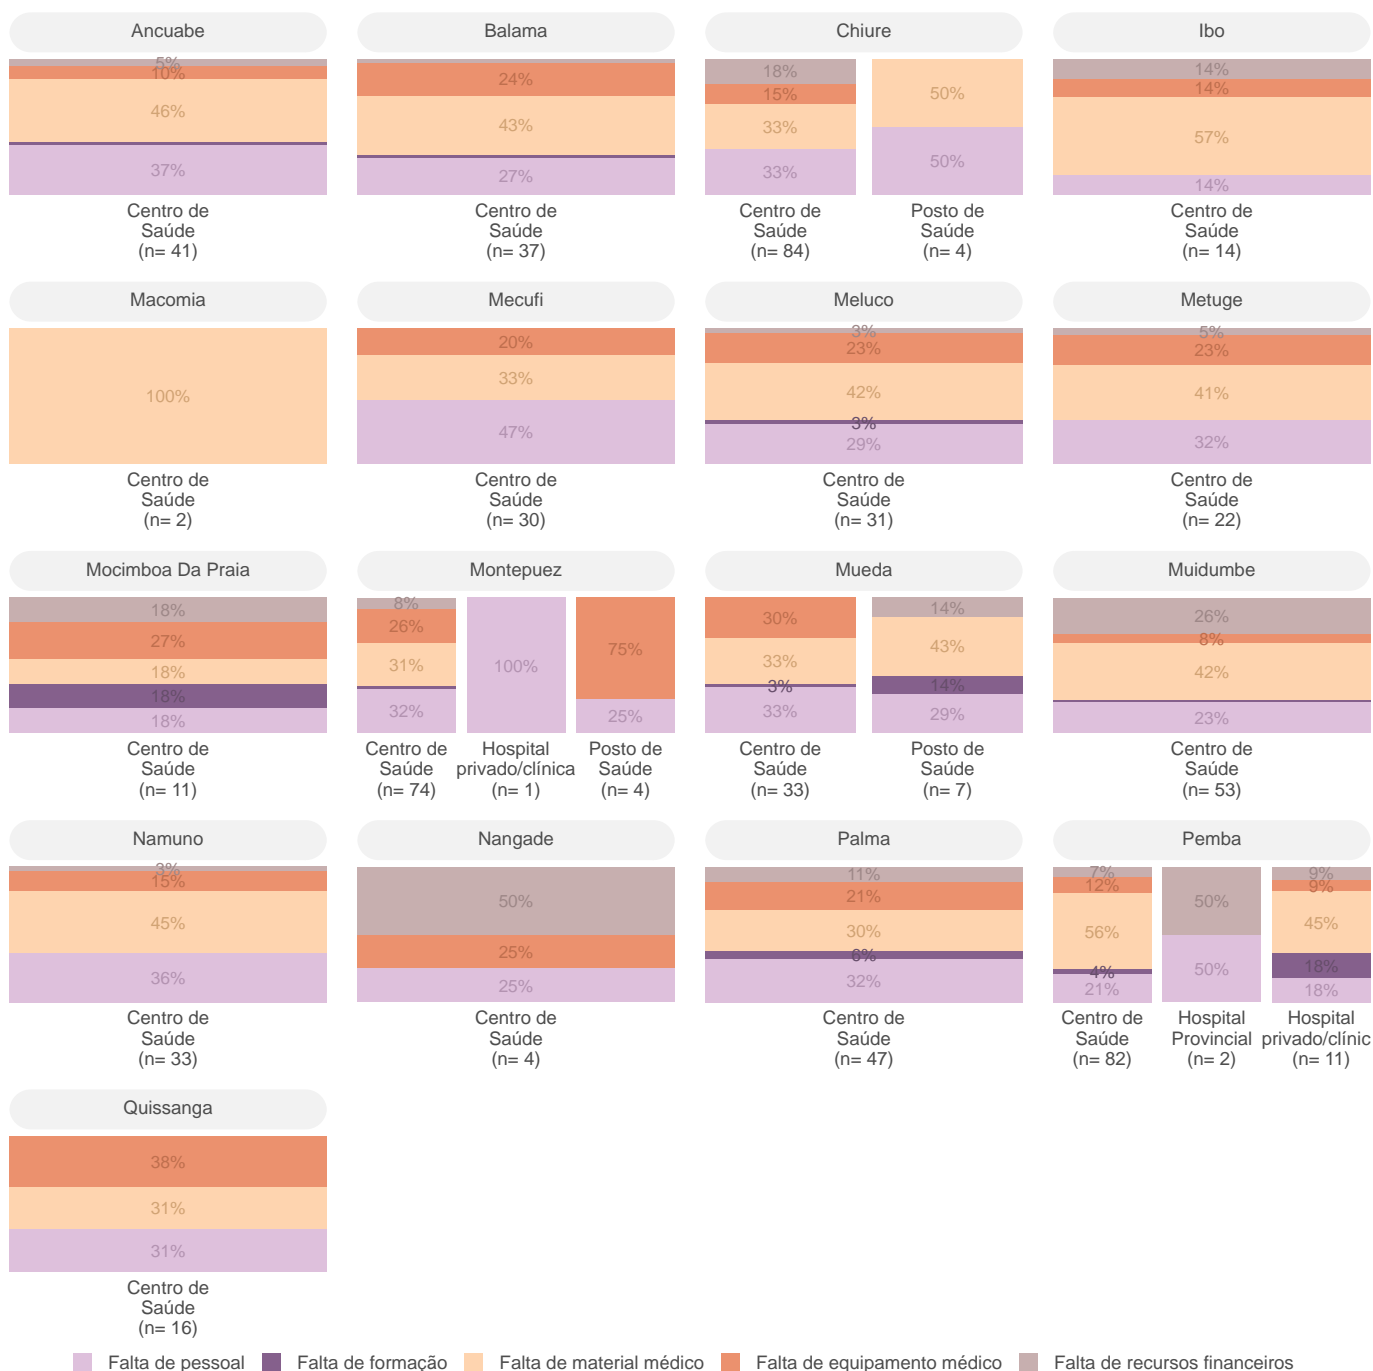 Ancuabe
Balama
Chiure
Ibo
5%
10%
46%
37%
24%
43%
27%
18%
15%
33%
33%
50%
50%
14%
14%
57%
14%
Centro de
Saúde
(n= 41)
Centro de
Saúde
(n= 37)
Centro de
Saúde
(n= 84)
Posto de
Saúde
(n= 4)
Centro de
Saúde
(n= 14)
Macomia
Mecufi
Meluco
Metuge
100%
20%
33%
47%
3%
23%
42%
3%
29%
5%
23%
41%
32%
Centro de
Saúde
(n= 2)
Centro de
Saúde
(n= 30)
Centro de
Saúde
(n= 31)
Centro de
Saúde
(n= 22)
Mocimboa Da Praia
Montepuez
Mueda
Muidumbe
18%
27%
18%
18%
18%
8%
26%
31%
32%
100%
75%
25%
30%
33%
3%
33%
14%
43%
14%
29%
26%
8%
42%
23%
Centro de
Saúde
(n= 11)
Centro de
Saúde
(n= 74)
Hospital
privado/clínica
(n= 1)
Posto de
Saúde
(n= 4)
Centro de
Saúde
(n= 33)
Posto de
Saúde
(n= 7)
Centro de
Saúde
(n= 53)
Namuno
Nangade
Palma
Pemba
3%
15%
45%
36%
50%
25%
25%
11%
21%
30%
6%
32%
7%
12%
56%
4%
21%
50%
50%
9%
9%
45%
18%
18%
Centro de
Saúde
(n= 33)
Centro de
Saúde
(n= 4)
Centro de
Saúde
(n= 47)
Centro de
Saúde
(n= 82)
Hospital
Provincial
(n= 2)
Hospital
privado/clínic
(n= 11)
Quissanga
38%
31%
31%
Centro de
Saúde
(n= 16)
Falta de pessoal
Falta de formação
Falta de material médico
Falta de equipamento médico
Falta de recursos financeiros